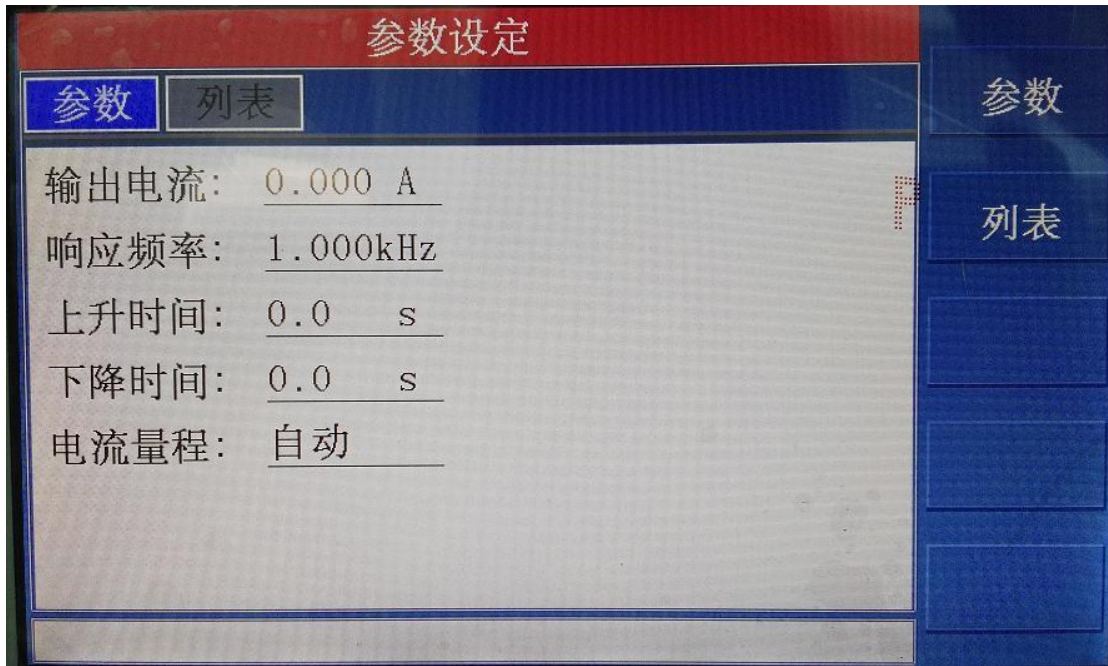 参数设定
参数 列表
输出电流: 0.000 A
响应频率: 1.000kHz
上升时间: 0.0 s
下降时间: 0.0 s
电流量程: 自动
P
参数
列表